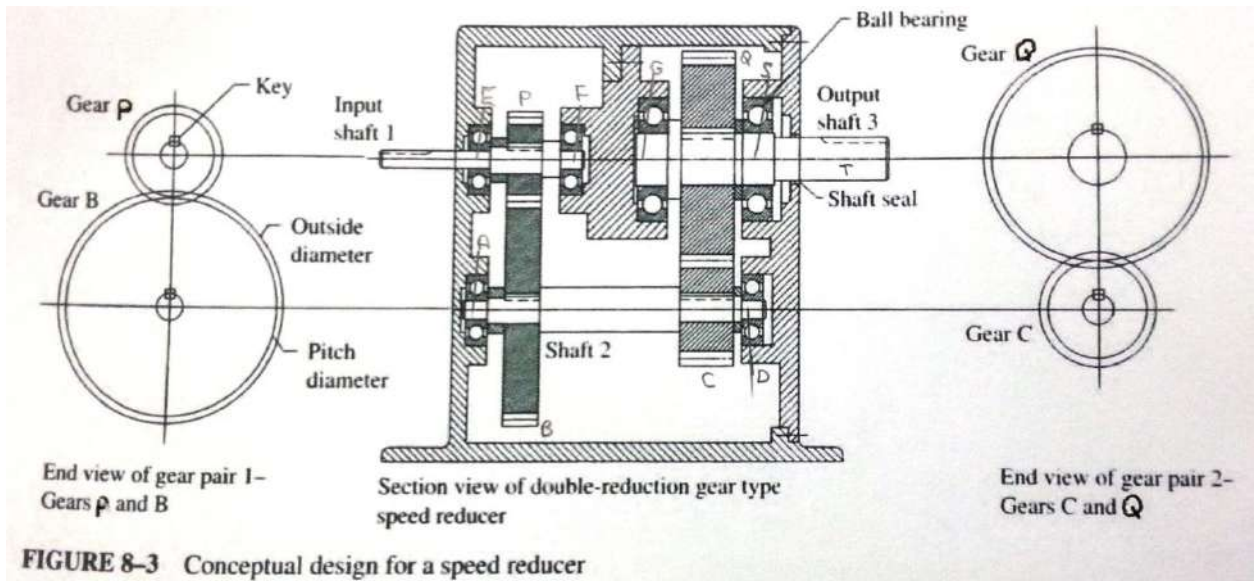 Gear P
Key
Gear B
Outside
diameter
Pitch
diameter
End view of gear pair 1–
Gears P and B
Input
shaft 1
E
P
F
G
Q
S
A
Shaft 2
B
C
D
T
Ball bearing
Output
shaft 3
Shaft seal
Section view of double-reduction gear type
speed reducer
Gear Q
Gear C
End view of gear pair 2–
Gears C and Q
FIGURE 8–3 Conceptual design for a speed reducer